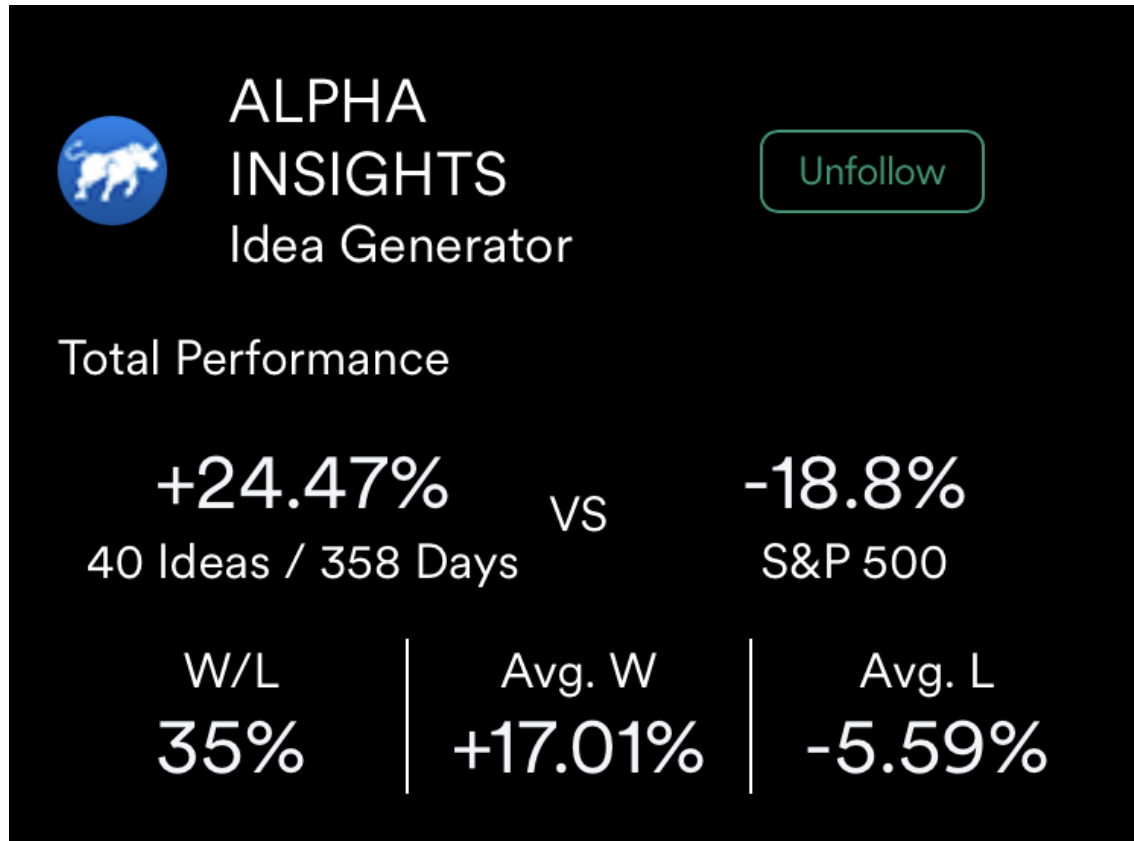 ALPHA
INSIGHTS
Idea Generator
Unfollow
Total Performance
+24.47%
40 Ideas / 358 Days
VS
-18.8%
S&P 500
W/L
35%
Avg. W
+17.01%
Avg. L
-5.59%